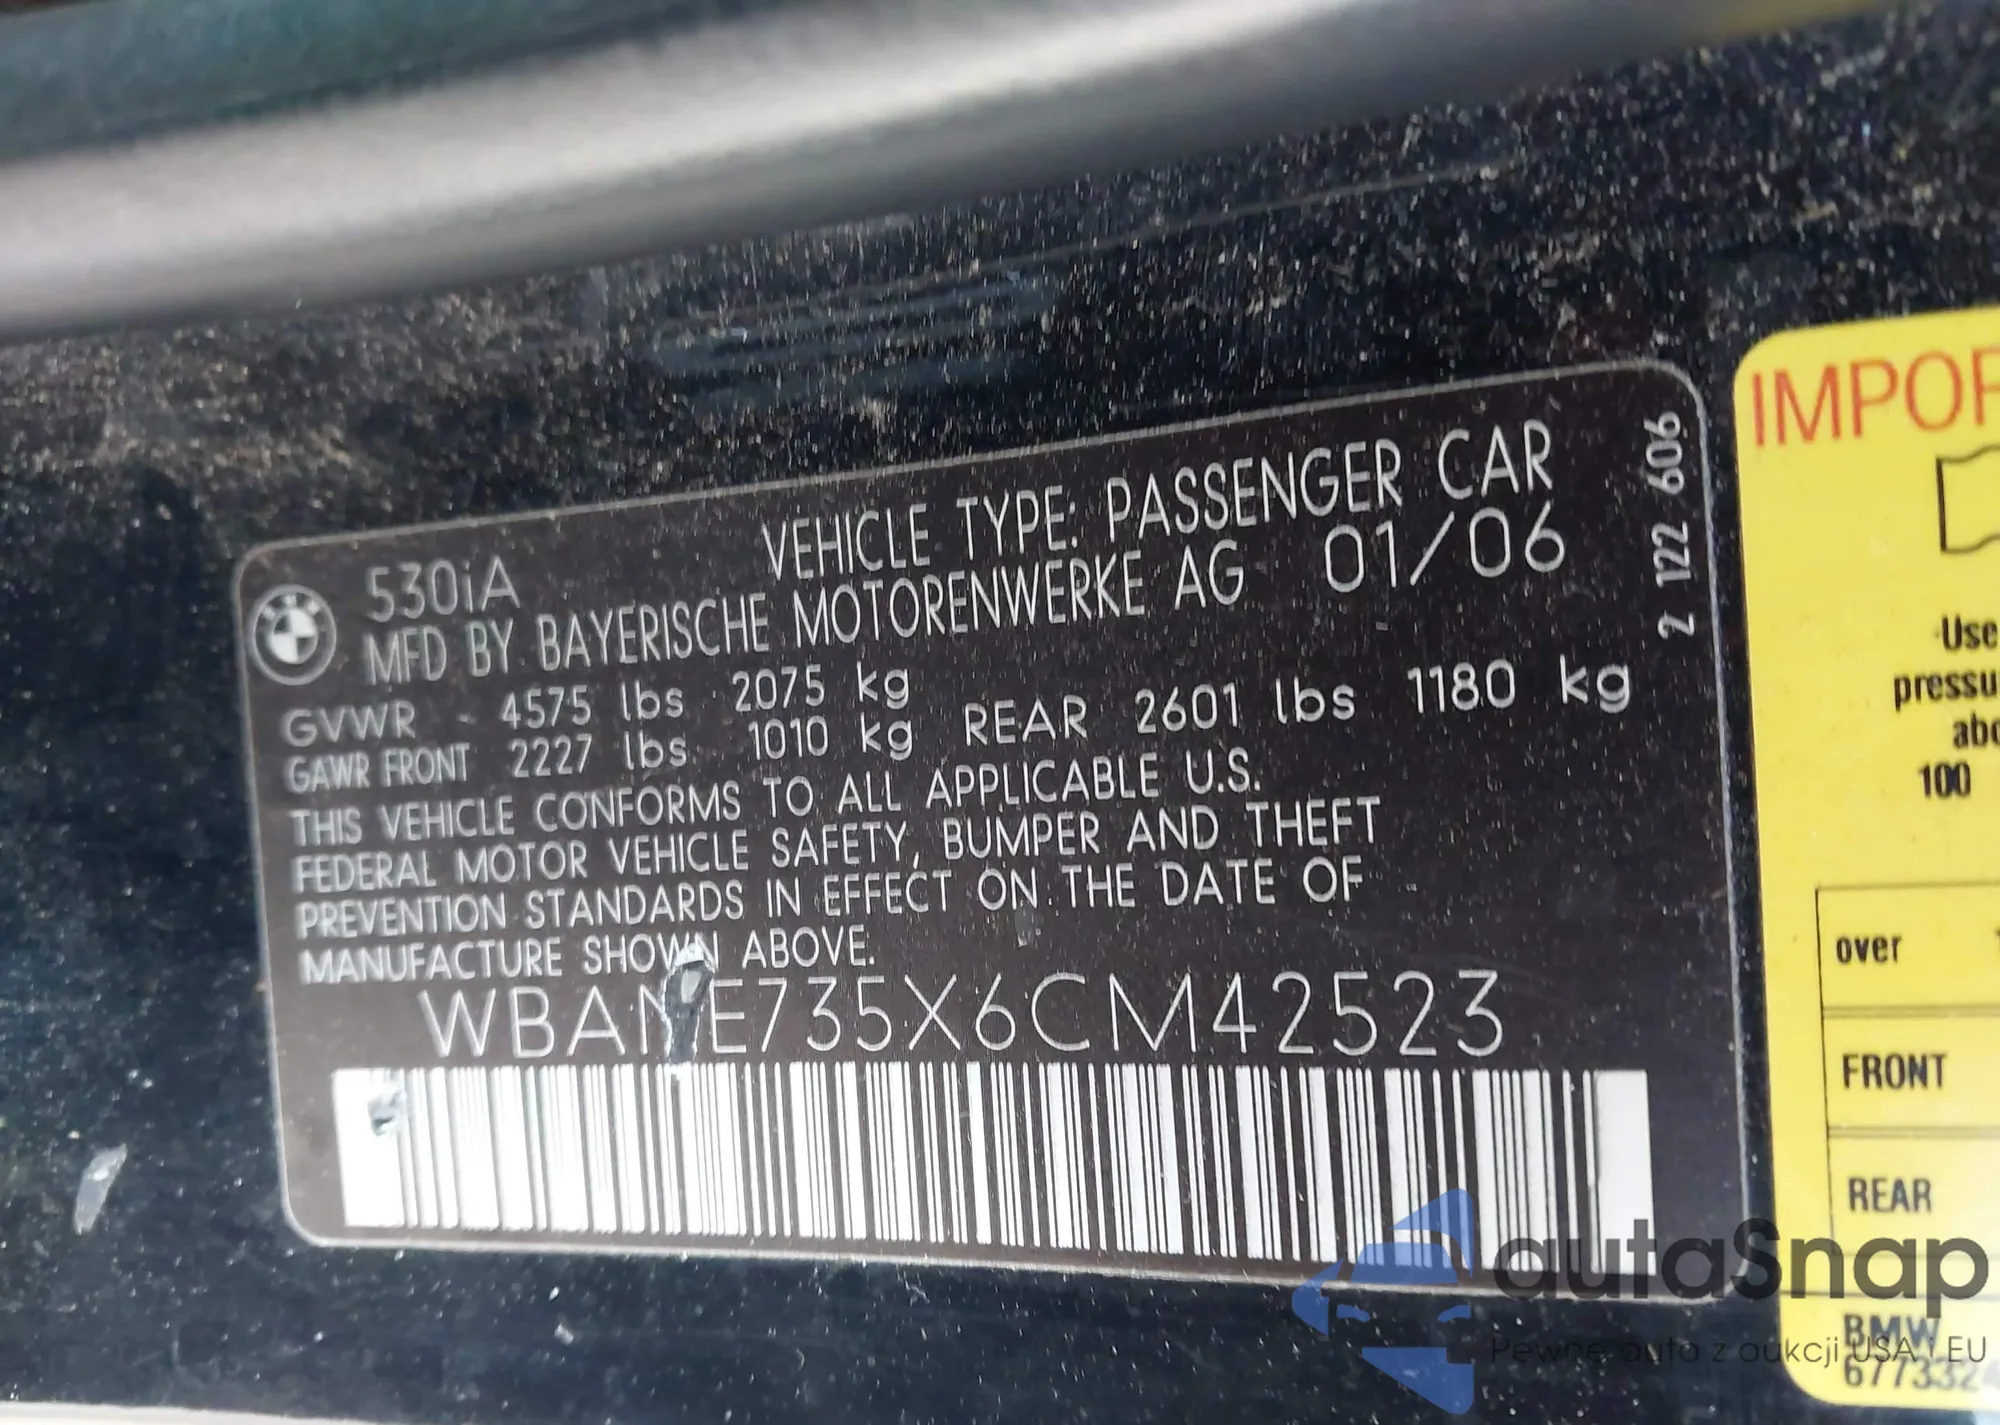 530iA
VEHICLE TYPE: PASSENGER CAR
MFD BY BAYERISCHE MOTORENWERKE AG 01/06
GVWR - 4575 lbs 2075 kg
GAWR FRONT 2227 lbs 1010 kg REAR 2601 lbs 1180 kg
THIS VEHICLE CONFORMS TO ALL APPLICABLE U.S.
FEDERAL MOTOR VEHICLE SAFETY, BUMPER AND THEFT
PREVENTION STANDARDS IN EFFECT ON THE DATE OF
MANUFACTURE SHOWN ABOVE.
WBANE735X6CM42523
2 122 606
IMPOR
Use
pressu
abo
100
over
FRONT
REAR
BMW
677332
autaSnap
Pewne auta z aukcji USA i EU